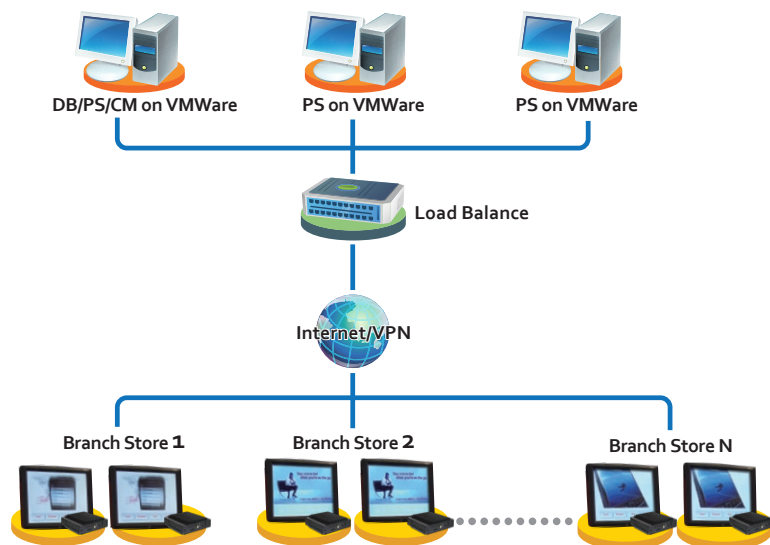 DB/PS/CM on VMWare
PS on VMWare
PS on VMWare
Load Balance
Internet/VPN
Branch Store 1
Branch Store 2
Branch Store N